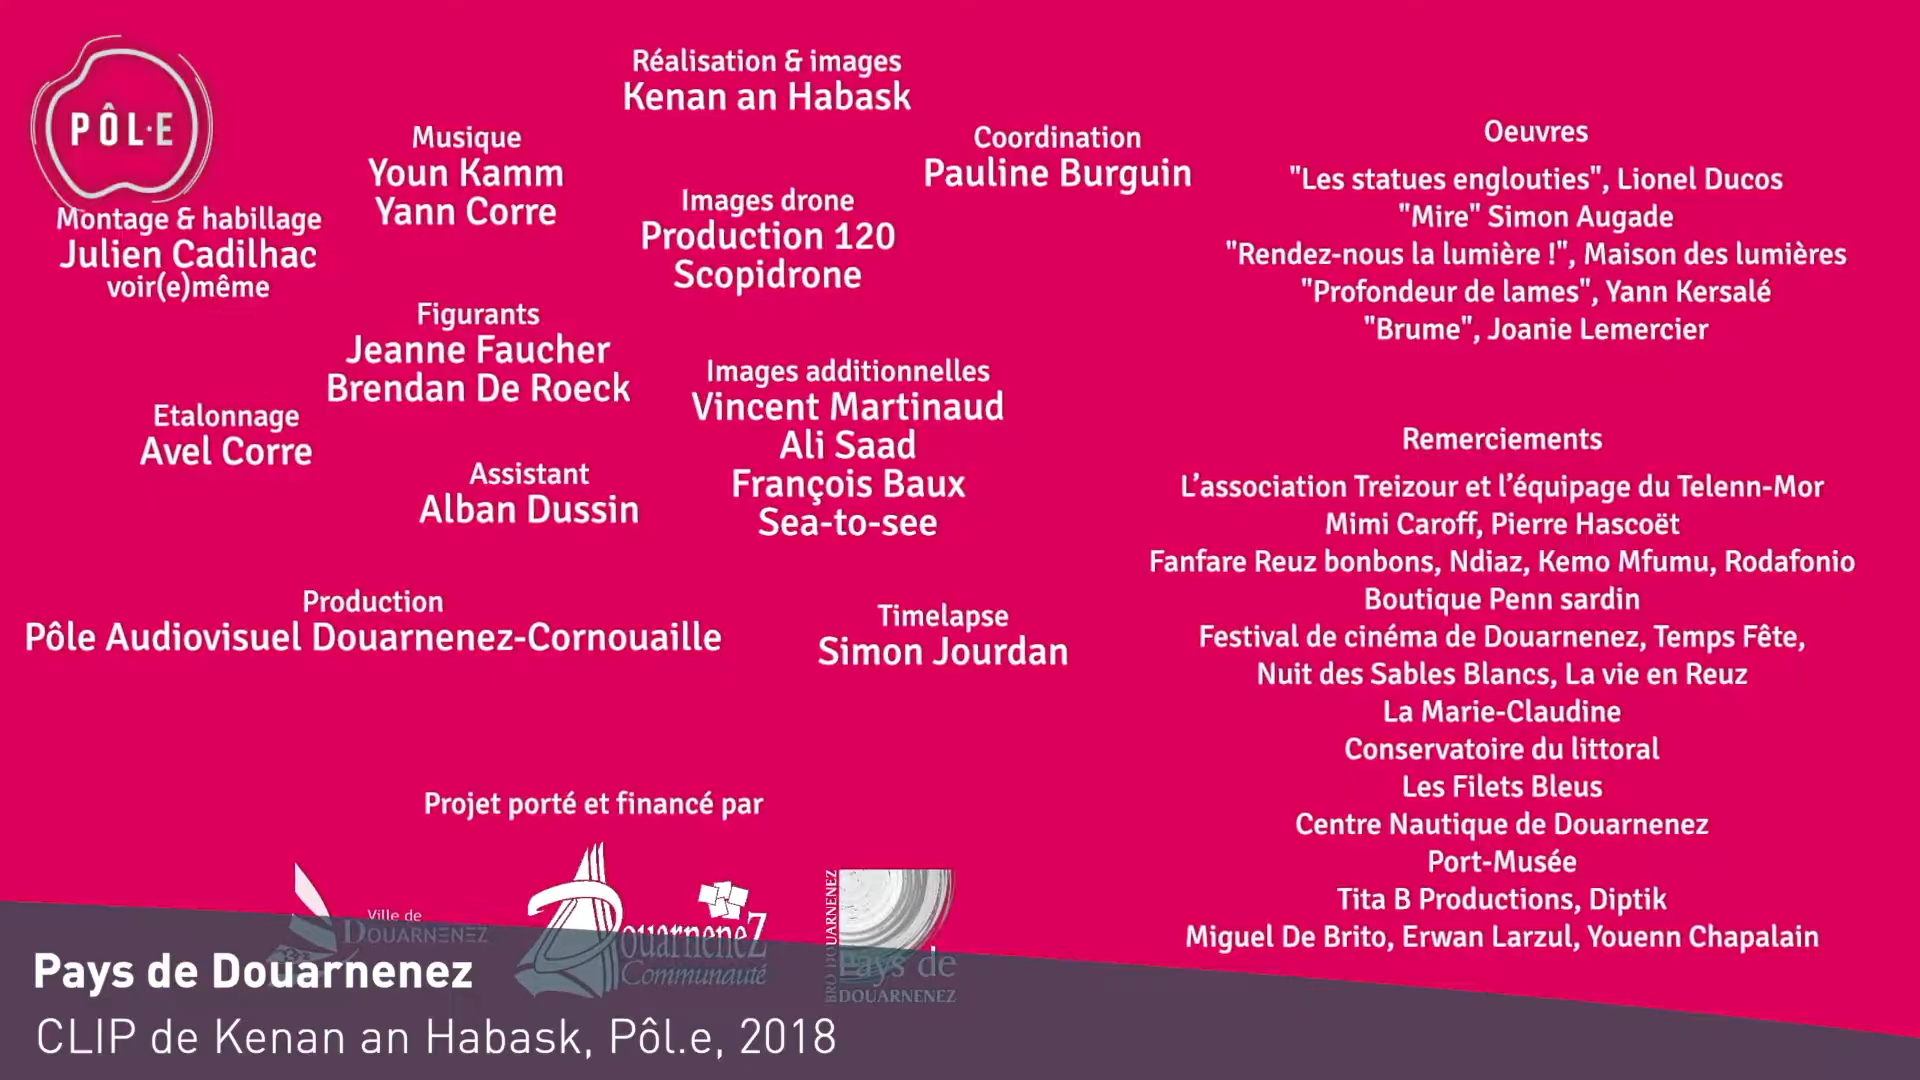 PÔL·E
Réalisation & images
Kenan an Habask
Musique
Youn Kamm
Yann Corre
Coordination
Pauline Burguin
Images drone
Production 120
Scopidrone
Montage & habillage
Julien Cadilhac
voir(e)même
Figurants
Jeanne Faucher
Brendan De Roeck
Images additionnelles
Vincent Martinaud
Ali Saad
François Baux
Sea-to-see
Etalonnage
Avel Corre
Assistant
Alban Dussin
Production
Pôle Audiovisuel Douarnenez-Cornouaille
Timelapse
Simon Jourdan
Oeuvres
"Les statues englouties", Lionel Ducos
"Mire" Simon Augade
"Rendez-nous la lumière !", Maison des lumières
"Profondeur de lames", Yann Kersalé
"Brume", Joanie Lemercier
Remerciements
L’association Treizour et l’équipage du Telenn-Mor
Mimi Caroff, Pierre Hascoët
Fanfare Reuz bonbons, Ndiaz, Kemo Mfumu, Rodafonio
Boutique Penn sardin
Festival de cinéma de Douarnenez, Temps Fête,
Nuit des Sables Blancs, La vie en Reuz
La Marie-Claudine
Conservatoire du littoral
Les Filets Bleus
Centre Nautique de Douarnenez
Port-Musée
Tita B Productions, Diptik
Miguel De Brito, Erwan Larzul, Youenn Chapalain
Projet porté et financé par
Ville de
DOUARNENEZ
DouarneneZ
Communauté
BRO DOUARNENEZ
Pays de
DOUARNENEZ
Pays de Douarnenez
CLIP de Kenan an Habask, Pôl.e, 2018